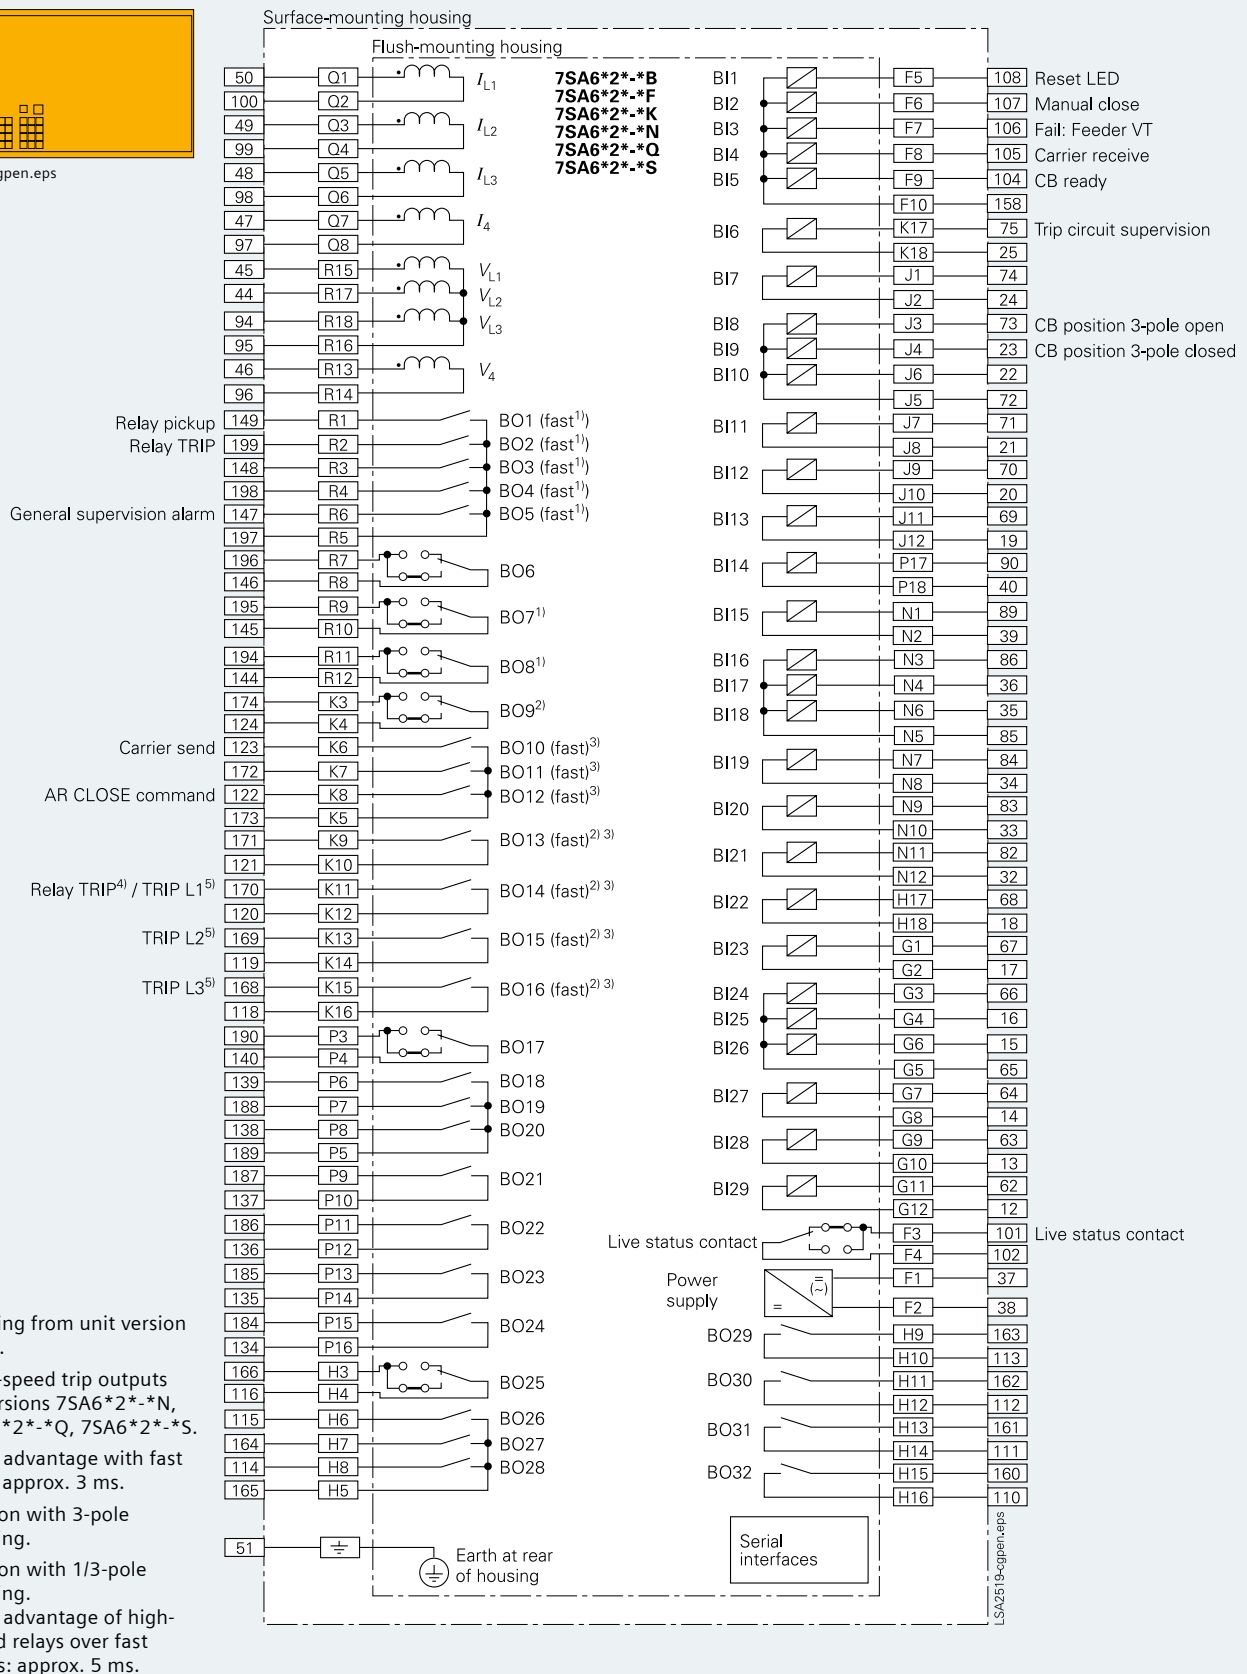 Surface-mounting housing
Flush-mounting housing
gpen.eps
50 Q1 I L1
100 Q2
49 Q3 I L2
99 Q4
48 Q5 I L3
98 Q6
47 Q7 I 4
97 Q8
45 R15 V L1
44 R17 V L2
94 R18 V L3
95 R16
46 R13 V 4
96 R14
7SA6*2*-*B
7SA6*2*-*F
7SA6*2*-*K
7SA6*2*-*N
7SA6*2*-*Q
7SA6*2*-*S
Relay pickup 149 R1 BO1 (fast1))
Relay TRIP 199 R2 BO2 (fast1))
148 R3 BO3 (fast1))
198 R4 BO4 (fast1))
General supervision alarm 147 R6 BO5 (fast1))
197 R5
196 R7 BO6
146 R8
195 R9 BO7 1)
145 R10
194 R11 BO8 1)
144 R12
174 K3 BO9 2)
124 K4
Carrier send 123 K6 BO10 (fast)3)
172 K7 BO11 (fast)3)
AR CLOSE command 122 K8 BO12 (fast)3)
173 K5
171 K9 BO13 (fast)2) 3)
121 K10
Relay TRIP4) / TRIP L1 5) 170 K11 BO14 (fast)2) 3)
120 K12
TRIP L2 5) 169 K13 BO15 (fast)2) 3)
119 K14
TRIP L3 5) 168 K15 BO16 (fast)2) 3)
118 K16
190 P3 BO17
140 P4
139 P6 BO18
188 P7 BO19
138 P8 BO20
189 P5
187 P9 BO21
137 P10
186 P11 BO22
136 P12
185 P13 BO23
135 P14
184 P15 BO24
134 P16
166 H3 BO25
116 H4
115 H6 BO26
164 H7 BO27
114 H8 BO28
165 H5
51 Earth at rear
of housing
BI1 F5 108 Reset LED
BI2 F6 107 Manual close
BI3 F7 106 Fail: Feeder VT
BI4 F8 105 Carrier receive
BI5 F9 104 CB ready
F10 158
BI6 K17 75 Trip circuit supervision
K18 25
BI7 J1 74
J2 24
BI8 J3 73 CB position 3-pole open
BI9 J4 23 CB position 3-pole closed
BI10 J6 22
J5 72
BI11 J7 71
J8 21
BI12 J9 70
J10 20
BI13 J11 69
J12 19
BI14 P17 90
P18 40
BI15 N1 89
N2 39
BI16 N3 86
BI17 N4 36
BI18 N6 35
N5 85
BI19 N7 84
N8 34
BI20 N9 83
N10 33
BI21 N11 82
N12 32
BI22 H17 68
H18 18
BI23 G1 67
G2 17
BI24 G3 66
BI25 G4 16
BI26 G6 15
G5 65
BI27 G7 64
G8 14
BI28 G9 63
G10 13
BI29 G11 62
G12 12
Live status contact F3 101 Live status contact
F4 102
Power
supply = (~) = F1 37
F2 38
BO29 H9 163
H10 113
BO30 H11 162
H12 112
BO31 H13 161
H14 111
BO32 H15 160
H16 110
Serial
interfaces
LSA2519-cgpen.eps
ing from unit version
.
-speed trip outputs
rsions 7SA6*2*-*N,
*2*-*Q, 7SA6*2*-*S.
advantage with fast
approx. 3 ms.
on with 3-pole
ng.
on with 1/3-pole
ng.
advantage of high-
d relays over fast
s: approx. 5 ms.